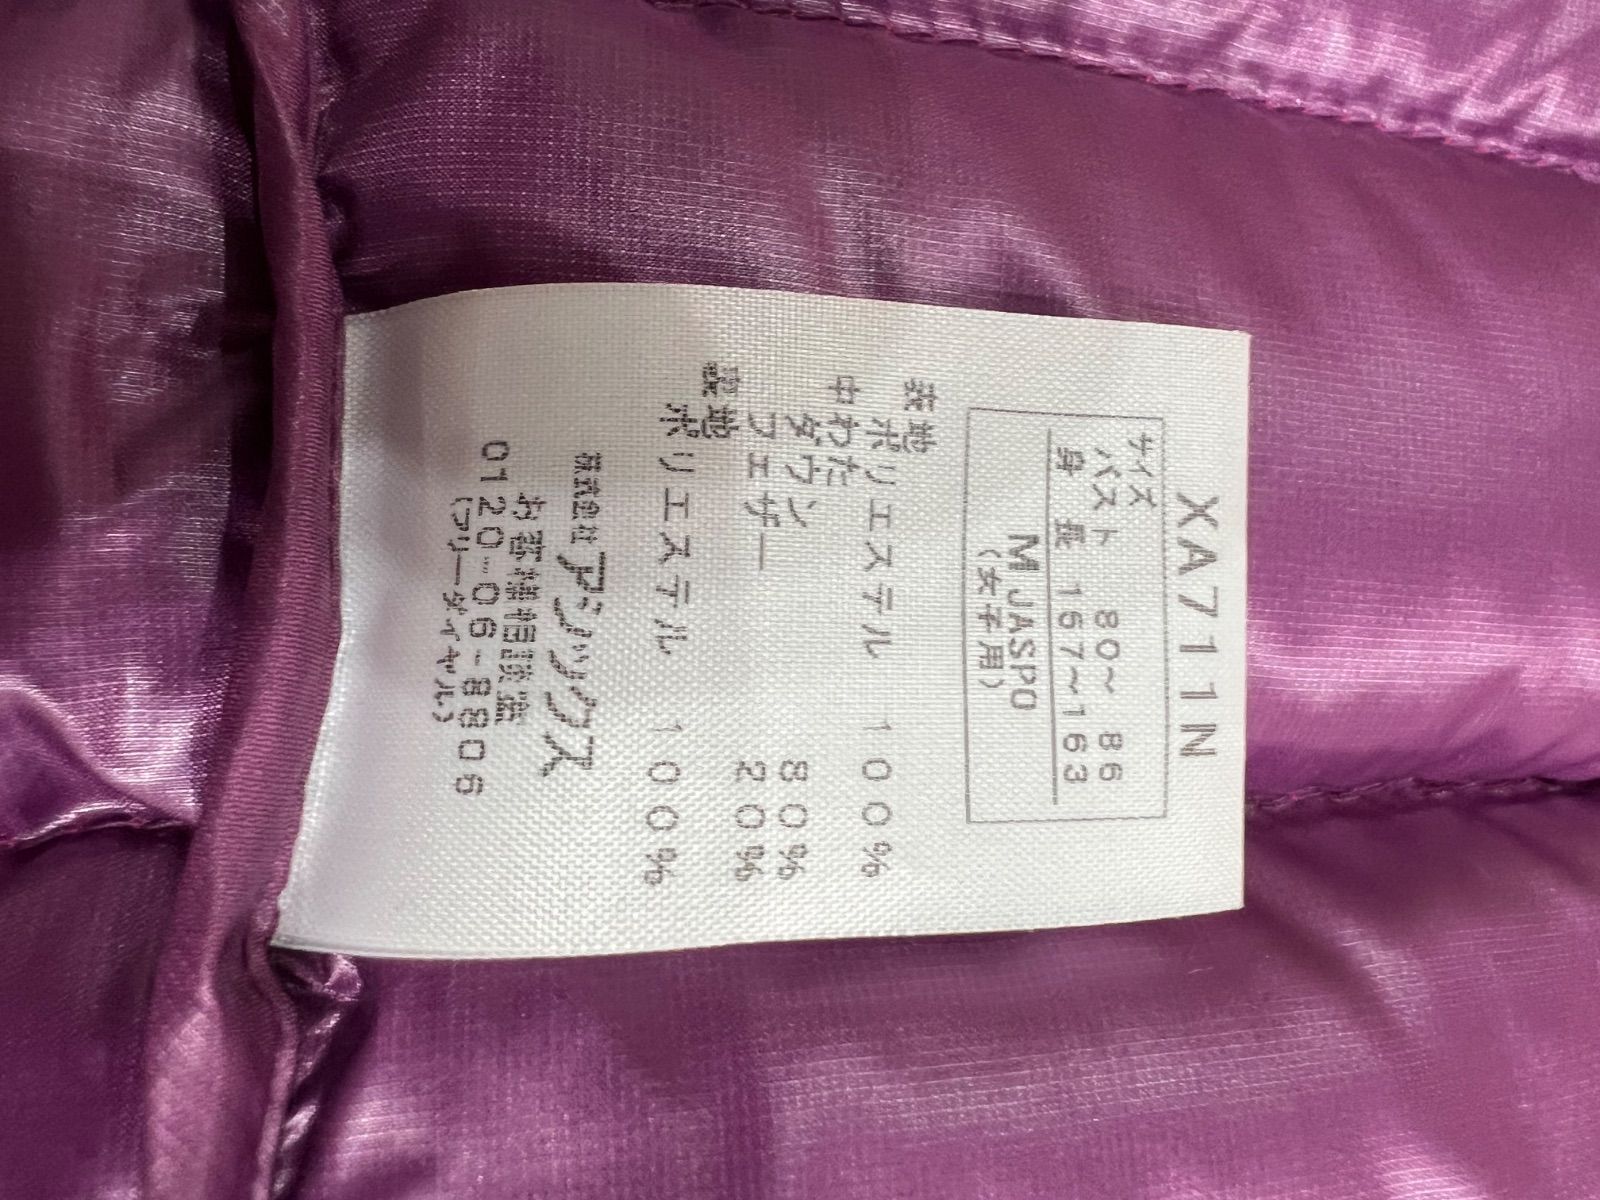 XA711N
サイズ
バスト 80~ 86
身 長 157~163
M JASPO
(女子用)
表地
ポリエステル 100%
中わた
ダウン 80%
フェザー 20%
裏地
ポリエステル 100%
株式会社アシックス
お客様相談室
0120-06-8806
(フリーダイヤル)